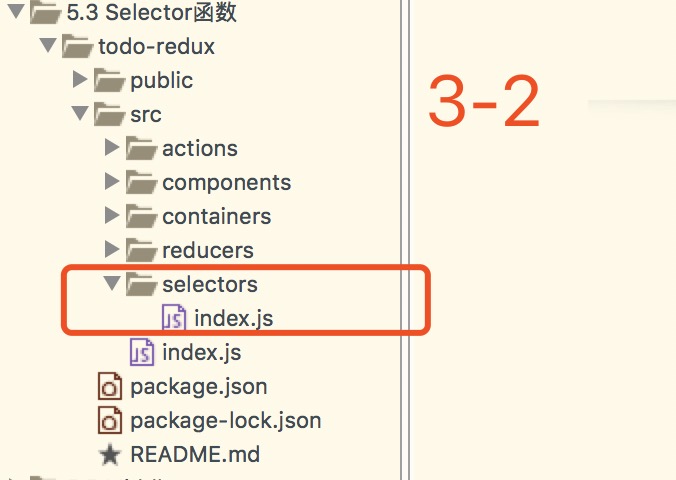 5.3 Selector函数
todo-redux
public
3-2
src
actions
components
containers
reducers
selectors
index.js
index.js
package.json
package-lock.json
README.md